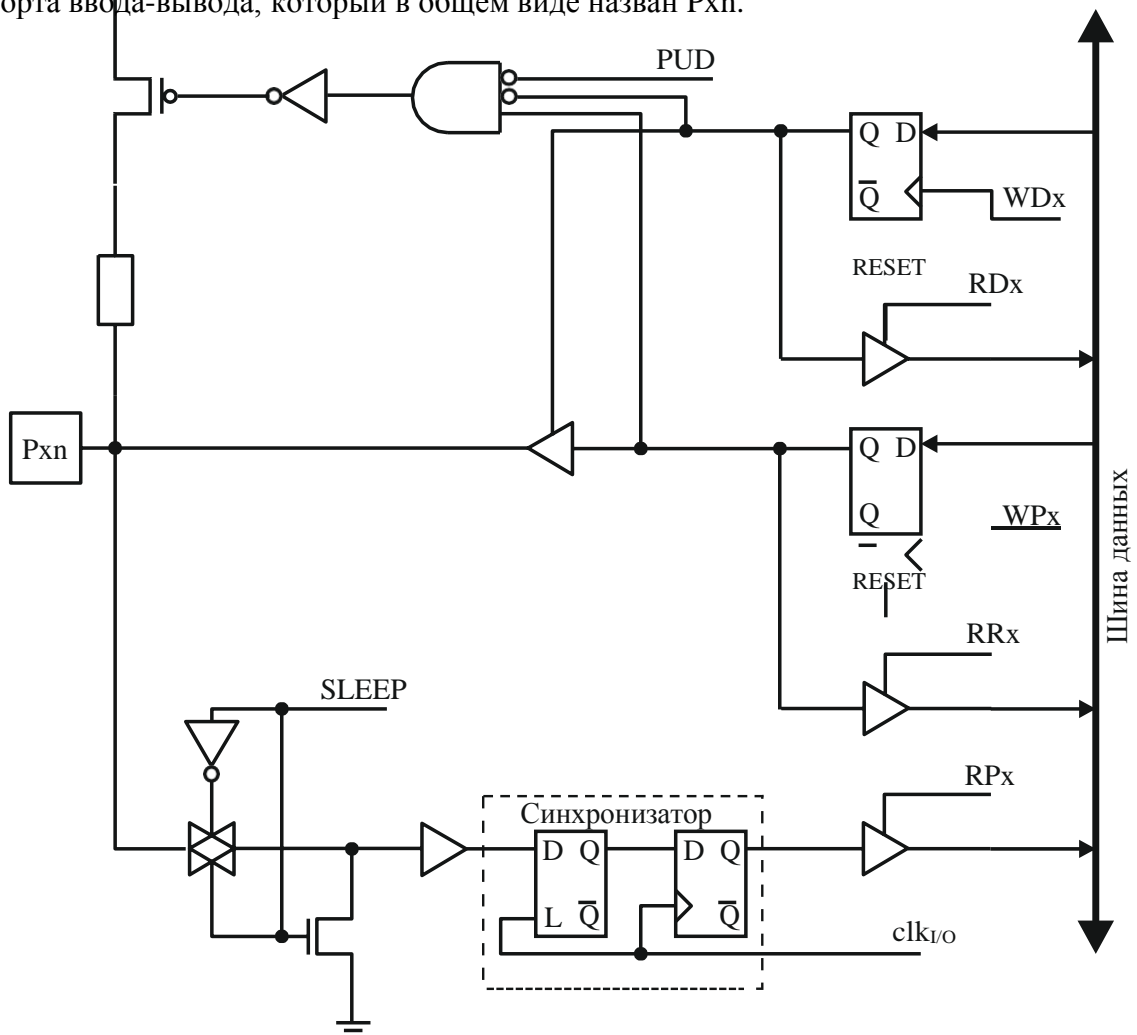 орта ввода-вывода, который в общем виде назван Pxn.
PUD
Q D
Q
WDx
RESET
RDx
Pxn
Q D
Q
WPx
RESET
RRx
Шина данных
SLEEP
RPx
Синхронизатор
D Q
D Q
L Q
Q
clkI/O